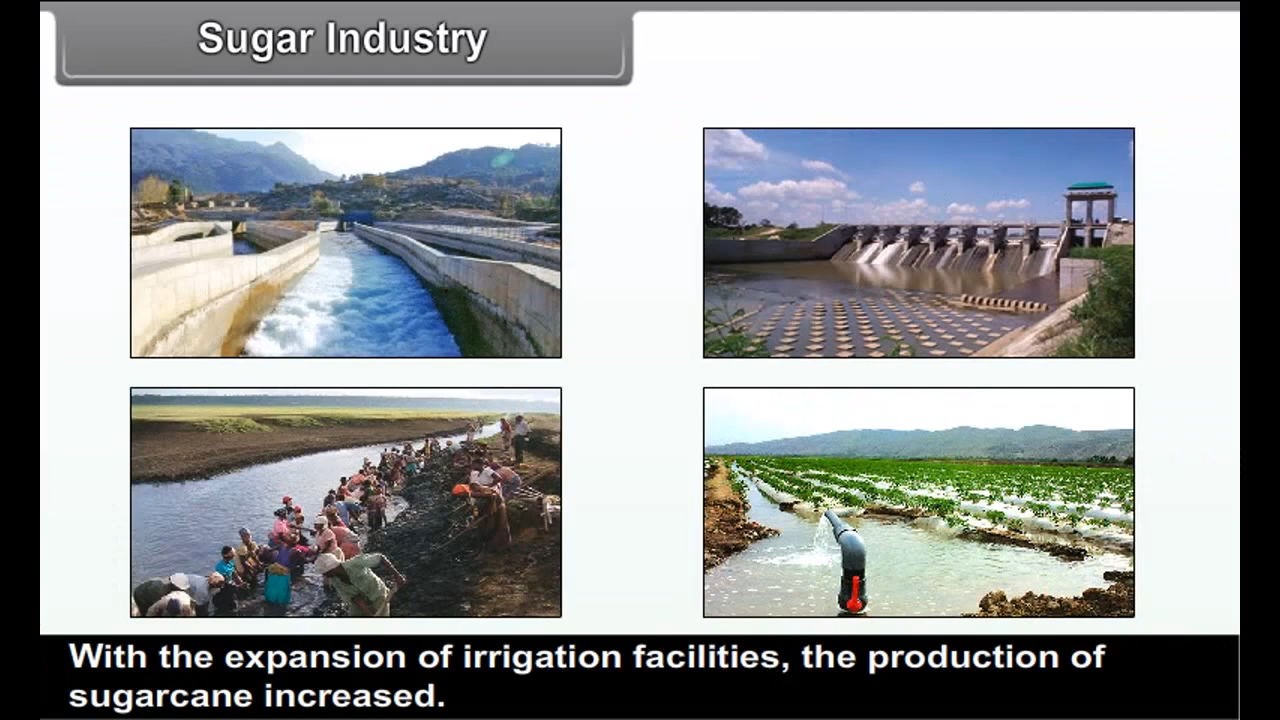 Sugar Industry
With the expansion of irrigation facilities, the production of
sugarcane increased.